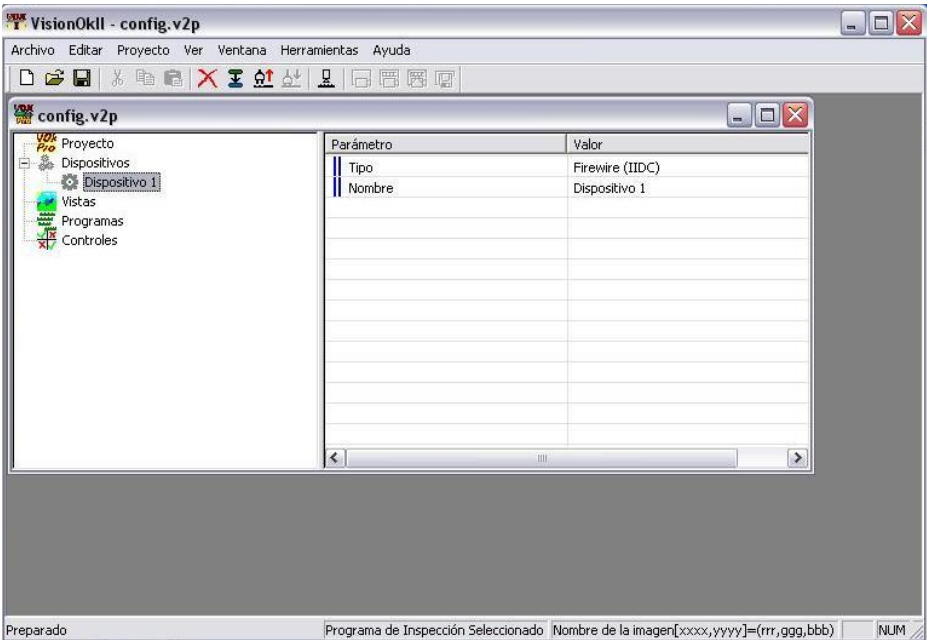 VisionOkII - config.v2p
Archivo Editar Proyecto Ver Ventana Herramientas Ayuda
config.v2p
Proyecto
Dispositivos
Dispositivo 1
Vistas
Programas
Controles
Parámetro Valor
Tipo Firewire (IIDC)
Nombre Dispositivo 1
Preparado Programa de Inspección Seleccionado Nombre de la imagen[xxxx,yyyy]=(rrr,ggg,bbb) NUM